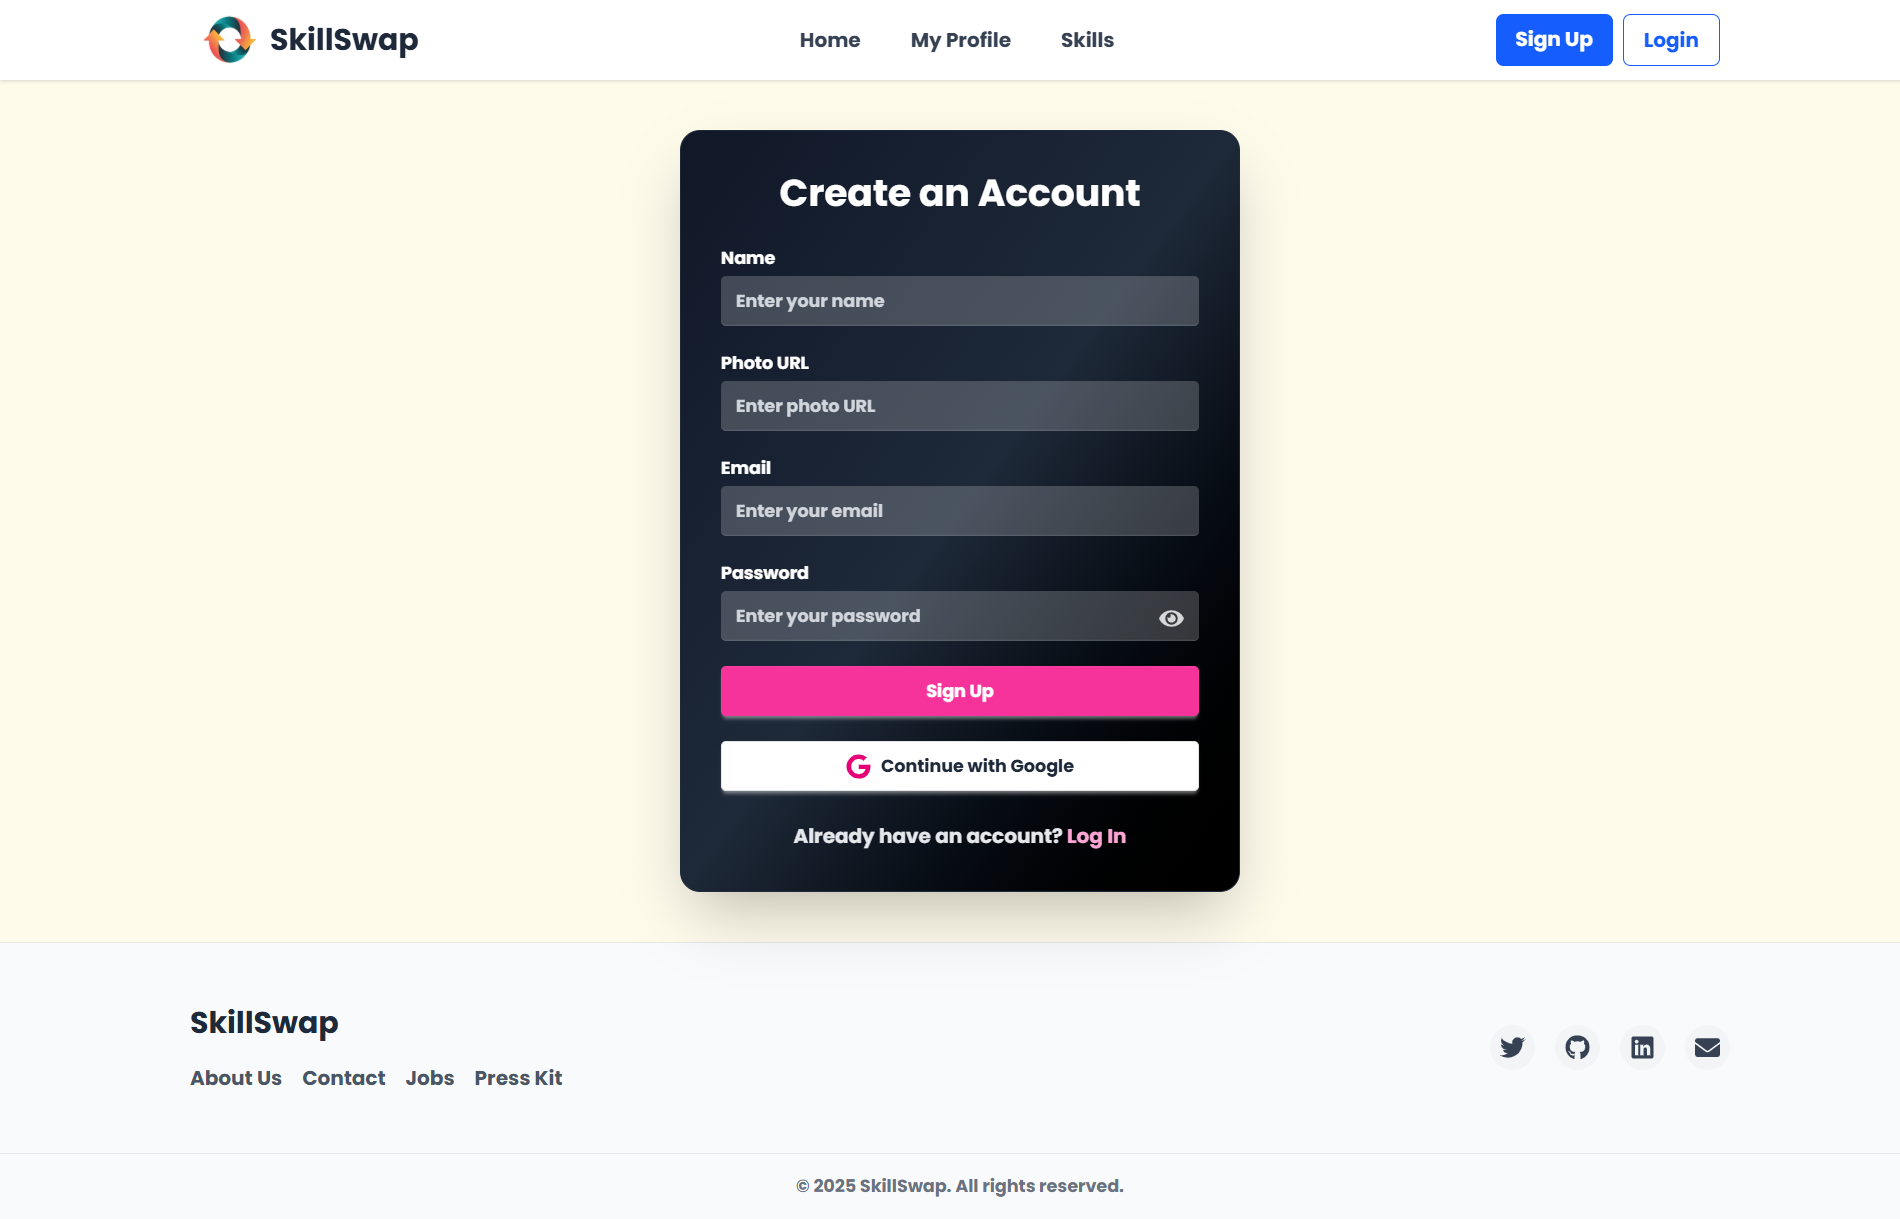 SkillSwap
Home My Profile Skills
Sign Up Login
Create an Account
Name
Enter your name
Photo URL
Enter photo URL
Email
Enter your email
Password
Enter your password
Sign Up
Continue with Google
Already have an account? Log In
SkillSwap
About Us Contact Jobs Press Kit
© 2025 SkillSwap. All rights reserved.